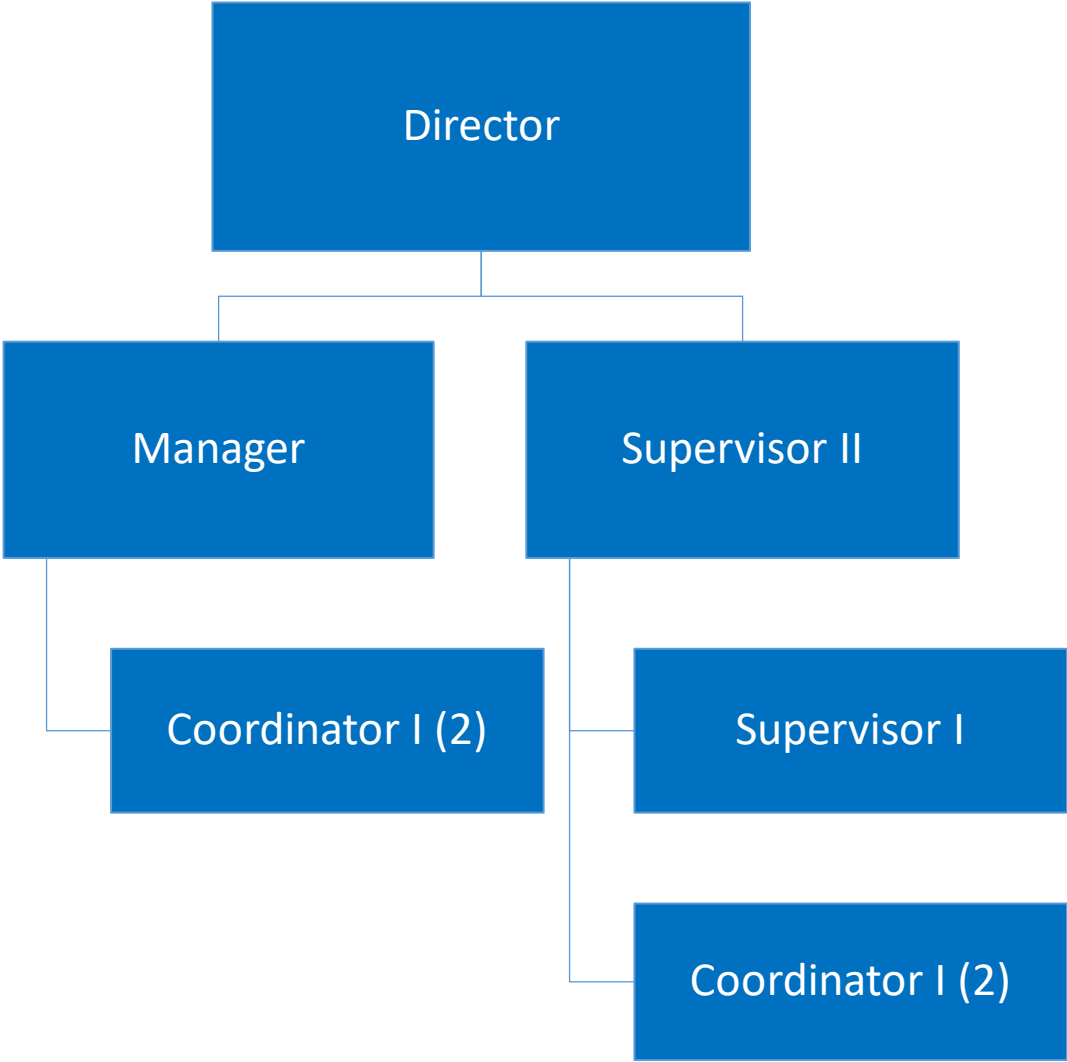 Director
Manager
Supervisor II
Coordinator I (2)
Supervisor I
Coordinator I (2)